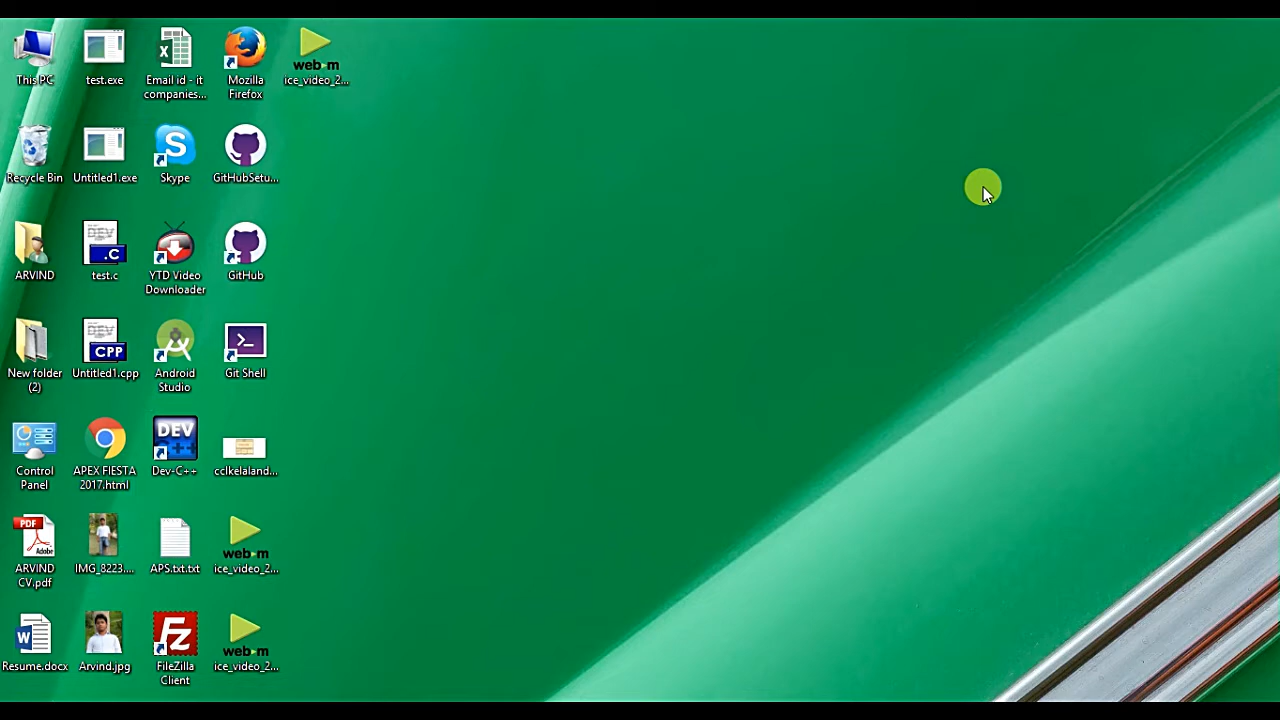 This PC
test.exe
Email id - it
companies...
Mozilla
Firefox
web-m
ice_video_2...
Recycle Bin
Untitled1.exe
S
Skype
GitHubSetu...
ARVIND
DEV
.C
test.c
YTD Video
Downloader
GitHub
New folder
(2)
DEV
CPP
Untitled1.cpp
Android
Studio
Git Shell
Control
Panel
APEX FIESTA
2017.html
DEV
C++
Dev-C++
cclkelaland...
PDF
Adobe
ARVIND
CV.pdf
IMG_8223....
APS.txt.txt
web-m
ice_video_2...
W
Resume.docx
Arvind.jpg
Fz
FileZilla
Client
web-m
ice_video_2...